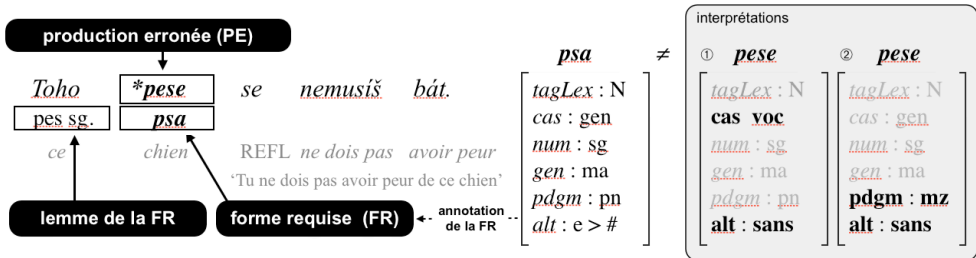 interprétations
production erronée (PE)
psa ≠ ① pese ② pese
Toho *pese se nemusíš bát.
pes sg. psa
ce chien REFL ne dois pas avoir peur
'Tu ne dois pas avoir peur de ce chien'
lemme de la FR
forme requise (FR)
annotation
de la FR
tagLex : N
cas : gen
num : sg
gen : ma
pdgm : pn
alt : e > #
tagLex : N
cas voc
num : sg
gen : ma
pdgm : pn
alt : sans
tagLex : N
cas : gen
num : sg
gen : ma
pdgm : mz
alt : sans